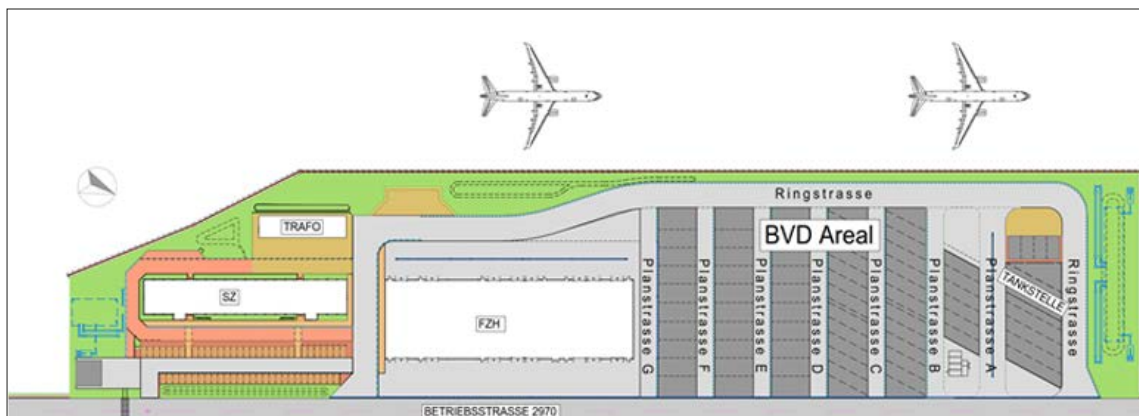 Ringstrasse
TRAFO
BVD Areal
SZ
FZH
Planstrasse G
Planstrasse F
Planstrasse E
Planstrasse D
Planstrasse C
Planstrasse B
Planstrasse A
TANKSTELLE
Ringstrasse
BETRIEBSSTRASSE 2970